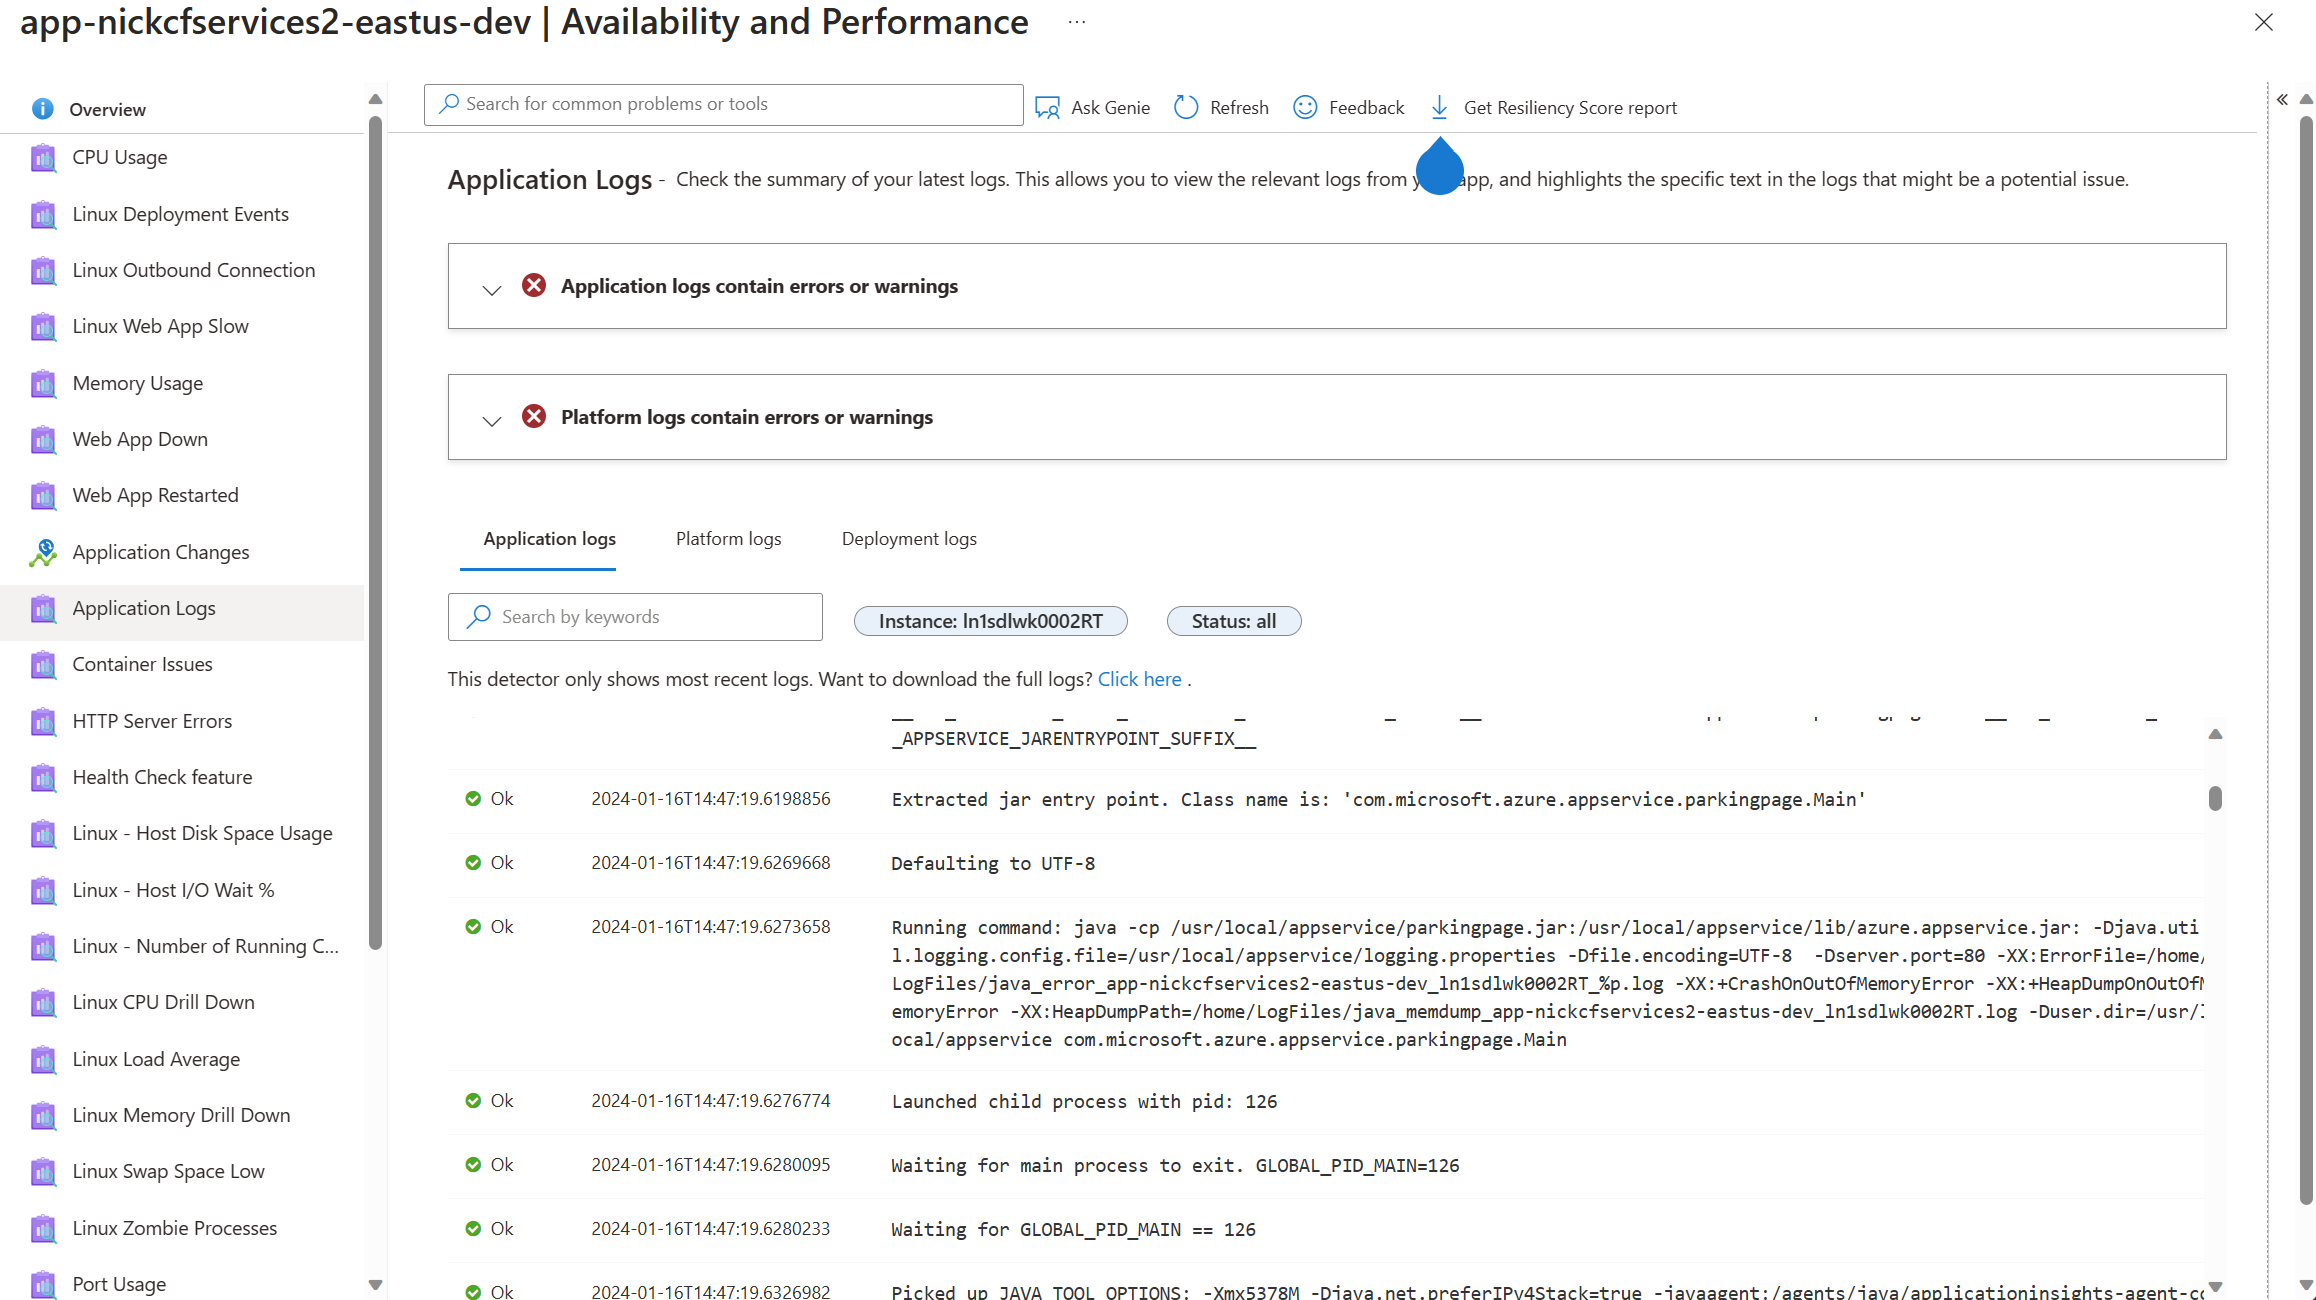 app-nickcfservices2-eastus-dev | Availability and Performance ...
Overview
CPU Usage
Linux Deployment Events
Linux Outbound Connection
Linux Web App Slow
Memory Usage
Web App Down
Web App Restarted
Application Changes
Application Logs
Container Issues
HTTP Server Errors
Health Check feature
Linux - Host Disk Space Usage
Linux - Host I/O Wait %
Linux - Number of Running C...
Linux CPU Drill Down
Linux Load Average
Linux Memory Drill Down
Linux Swap Space Low
Linux Zombie Processes
Port Usage
Search for common problems or tools
Ask Genie Refresh Feedback Get Resiliency Score report
Application Logs - Check the summary of your latest logs. This allows you to view the relevant logs from app, and highlights the specific text in the logs that might be a potential issue.
Application logs contain errors or warnings
Platform logs contain errors or warnings
Application logs Platform logs Deployment logs
Search by keywords Instance: ln1sdlwk0002RT Status: all
This detector only shows most recent logs. Want to download the full logs? Click here .
_APPSERVICE_JARENTRYPOINT_SUFFIX__
Ok 2024-01-16T14:47:19.6198856 Extracted jar entry point. Class name is: 'com.microsoft.azure.appservice.parkingpage.Main'
Ok 2024-01-16T14:47:19.6269668 Defaulting to UTF-8
Ok 2024-01-16T14:47:19.6273658 Running command: java -cp /usr/local/appservice/parkingpage.jar:/usr/local/appservice/lib/azure.appservice.jar: -Djava.uti
l.logging.config.file=/usr/local/appservice/logging.properties -Dfile.encoding=UTF-8  -Dserver.port=80 -XX:ErrorFile=/home/
LogFiles/java_error_app-nickcfservices2-eastus-dev_ln1sdlwk0002RT_%p.log -XX:+CrashOnOutOfMemoryError -XX:+HeapDumpOnOutOfM
emoryError -XX:HeapDumpPath=/home/LogFiles/java_memdump_app-nickcfservices2-eastus-dev_ln1sdlwk0002RT.log -Duser.dir=/usr/l
ocal/appservice com.microsoft.azure.appservice.parkingpage.Main
Ok 2024-01-16T14:47:19.6276774 Launched child process with pid: 126
Ok 2024-01-16T14:47:19.6280095 Waiting for main process to exit. GLOBAL_PID_MAIN=126
Ok 2024-01-16T14:47:19.6280233 Waiting for GLOBAL_PID_MAIN == 126
Ok 2024-01-16T14:47:19.6326982 Picked up JAVA_TOOL_OPTIONS: -Xmx5378M -Djava.net.preferIPv4Stack=true -javaagent:/agents/java/applicationinsights-agent-co